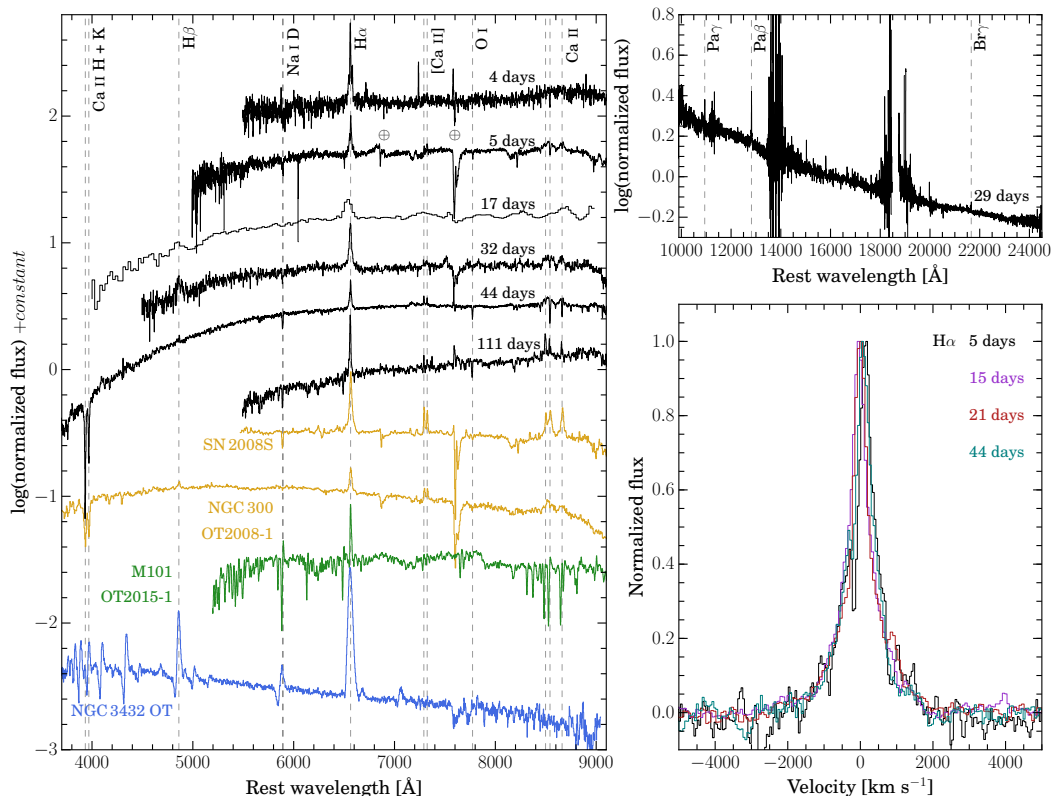 Ca II H + K
Hβ
Na I D
Hα
[Ca II]
O I
Ca II
4 days
⊕
⊕
5 days
17 days
32 days
44 days
111 days
SN 2008S
NGC 300
OT2008-1
M101
OT2015-1
NGC 3432 OT
2
1
0
−1
−2
−3
log(normalized flux) +constant
4000 5000 6000 7000 8000 9000
Rest wavelength [Å]
Paγ
Paβ
Brγ
29 days
0.8
0.6
0.4
0.2
0.0
−0.2
log(normalized flux)
10000 12000 14000 16000 18000 20000 22000 24000
Rest wavelength [Å]
Hα 5 days
15 days
21 days
44 days
1.0
0.8
0.6
0.4
0.2
0.0
Normalized flux
−4000 −2000 0 2000 4000
Velocity [km s⁻¹]